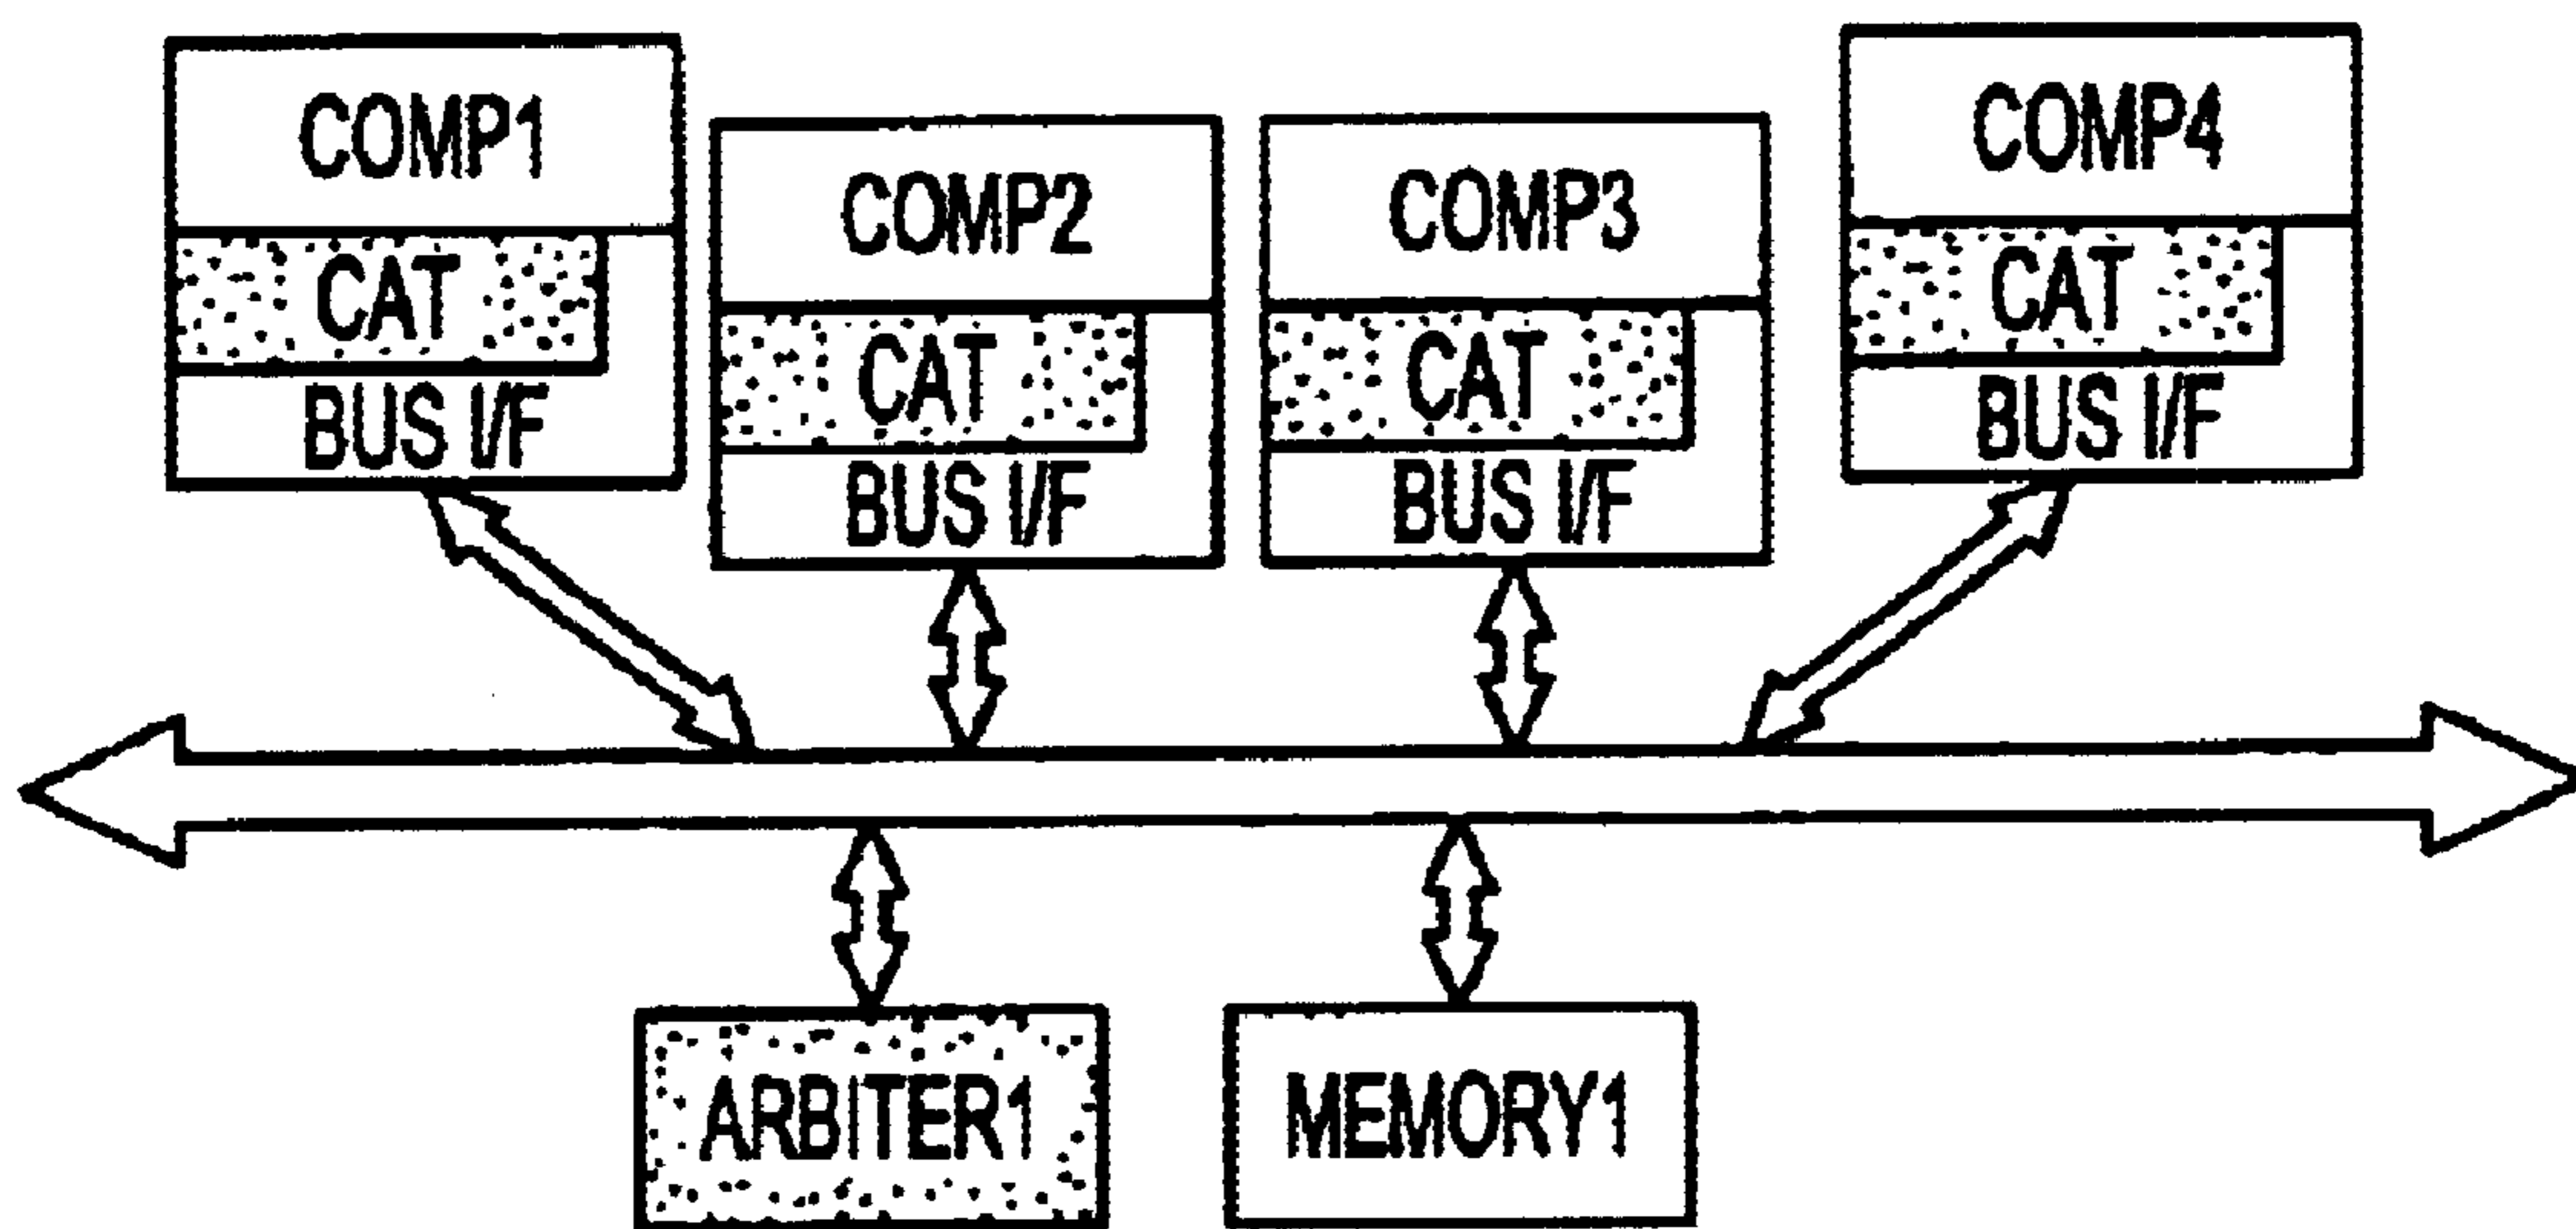 COMP1
CAT
BUS I/F
COMP2
CAT
BUS I/F
COMP3
CAT
BUS I/F
COMP4
CAT
BUS I/F
ARBITER1
MEMORY1